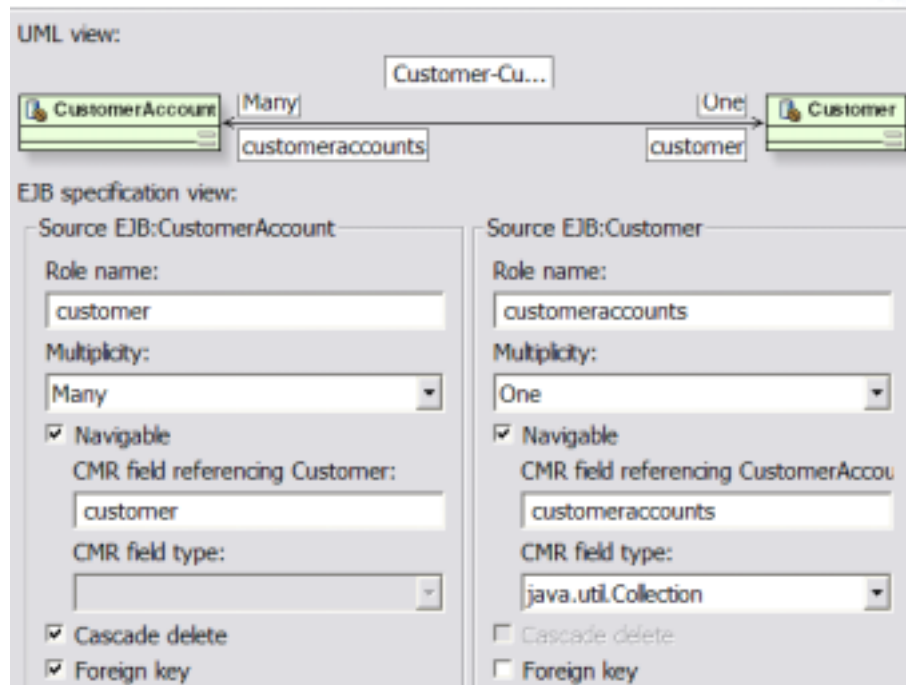 UML view:
Customer-Cu...
CustomerAccount Many One Customer
customeraccounts customer
EJB specification view:
Source EJB:CustomerAccount Source EJB:Customer
Role name: Role name:
customer customeraccounts
Multiplicity: Multiplicity:
Many One
Navigable Navigable
CMR field referencing Customer: CMR field referencing CustomerAccou
customer customeraccounts
CMR field type: CMR field type:
java.util.Collection
Cascade delete Cascade delete
Foreign key Foreign key